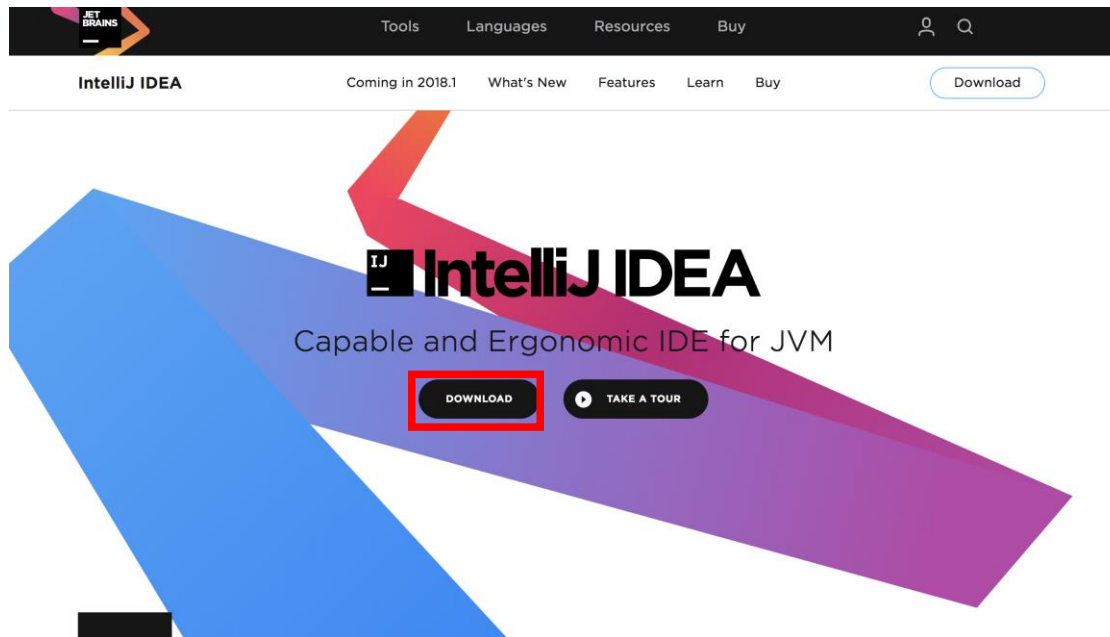 JET
BRAINS
Tools Languages Resources Buy
IntelliJ IDEA Coming in 2018.1 What's New Features Learn Buy Download
IJ IntelliJ IDEA
Capable and Ergonomic IDE for JVM
DOWNLOAD TAKE A TOUR